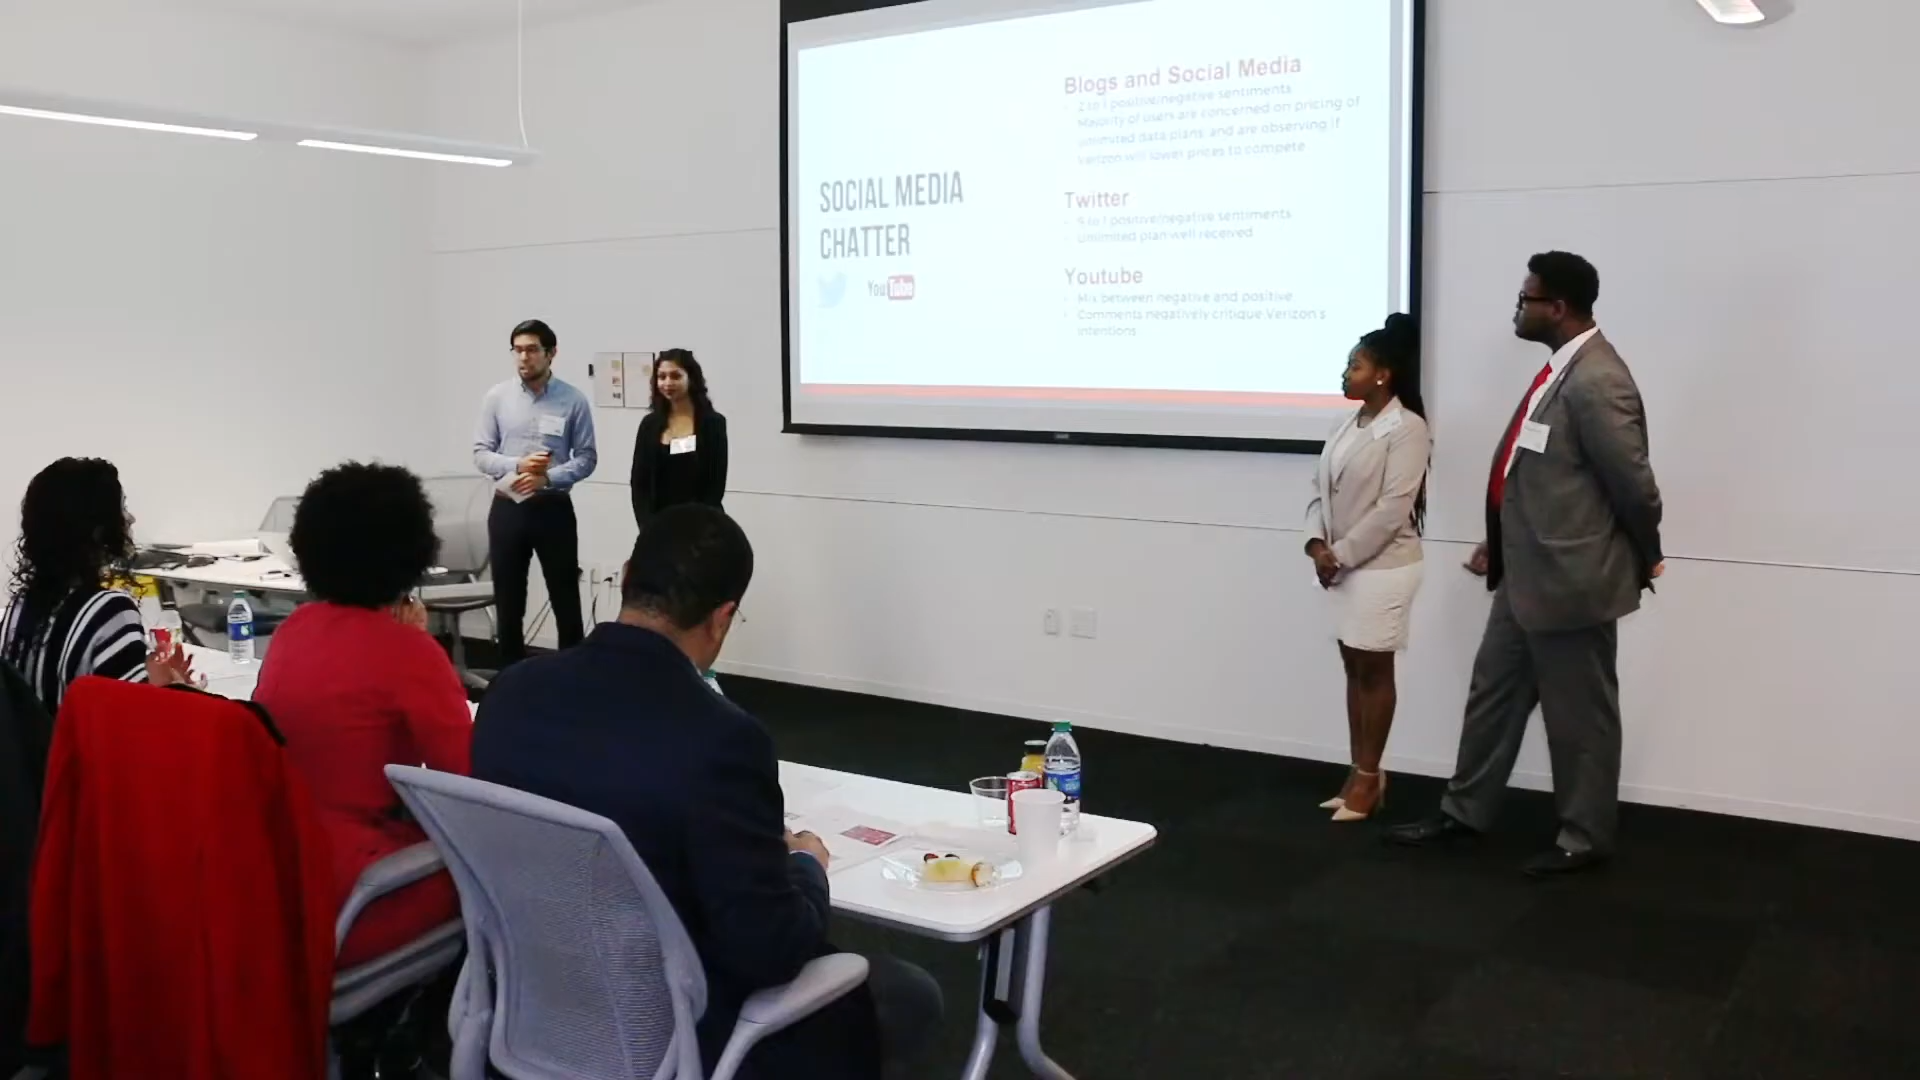 SOCIAL MEDIA
CHATTER
YouTube
Blogs and Social Media
2 to 1 positive/negative sentiments
Majority of users are concerned on pricing of
unlimited data plans, and are observing if
Verizon will lower prices to compete
Twitter
9 to 1 positive/negative sentiments
Unlimited plan well received
Youtube
Mix between negative and positive
Comments negatively critique Verizon's
intentions